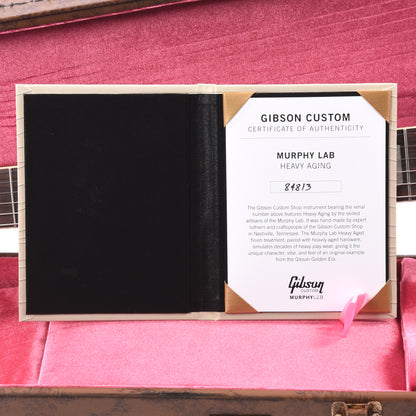 GIBSON CUSTOM
CERTIFICATE OF AUTHENTICITY
MURPHY LAB
HEAVY AGING
84813
The Gibson Custom Shop instrument bearing the serial
number above features Heavy Aging by the skilled
artisans of the Murphy Lab. It was hand-made by expert
luthiers and craftspeople of the Gibson Custom Shop
in Nashville, Tennessee. The Murphy Lab Heavy Aged
finish treatment, paired with heavily aged hardware,
simulates decades of heavy play wear, giving it the
unique character, vibe, and feel of an original example
from the Gibson Golden Era.
Gibson
CUSTOM
MURPHY LAB